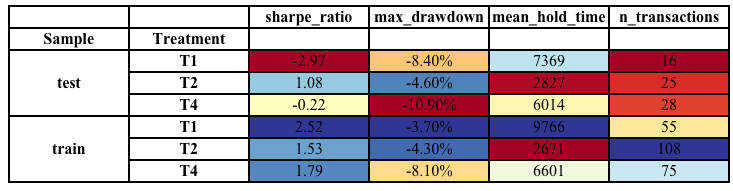 sharpe_ratio max_drawdown mean_hold_time n_transactions
Sample Treatment
test T1 -2.97 -8.40% 7369 16
T2 1.08 -4.60% 2827 25
T4 -0.22 -10.90% 6014 28
train T1 2.52 -3.70% 9766 55
T2 1.53 -4.30% 2671 108
T4 1.79 -8.10% 6601 75